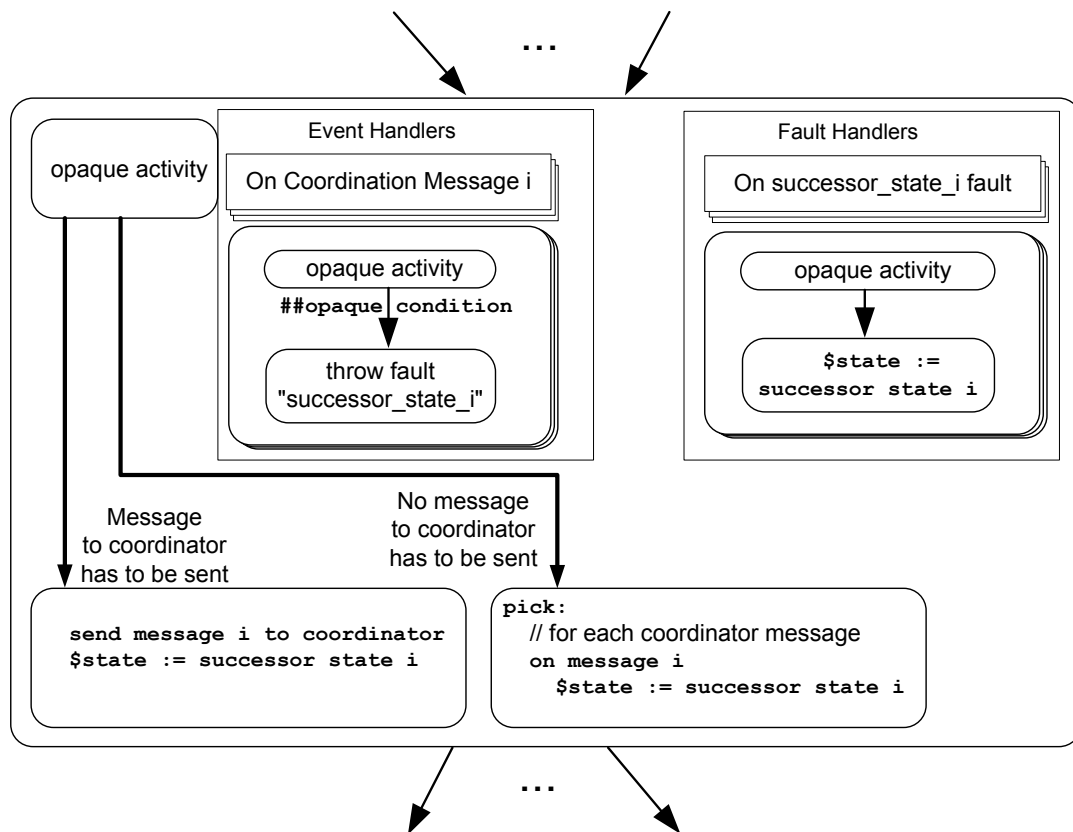 ...
opaque activity
Event Handlers
On Coordination Message i
opaque activity
##opaque condition
throw fault
"successor_state_i"
Fault Handlers
On successor_state_i fault
opaque activity
$state :=
successor state i
Message
to coordinator
has to be sent
No message
to coordinator
has to be sent
send message i to coordinator
$state := successor state i
pick:
// for each coordinator message
on message i
$state := successor state i
...